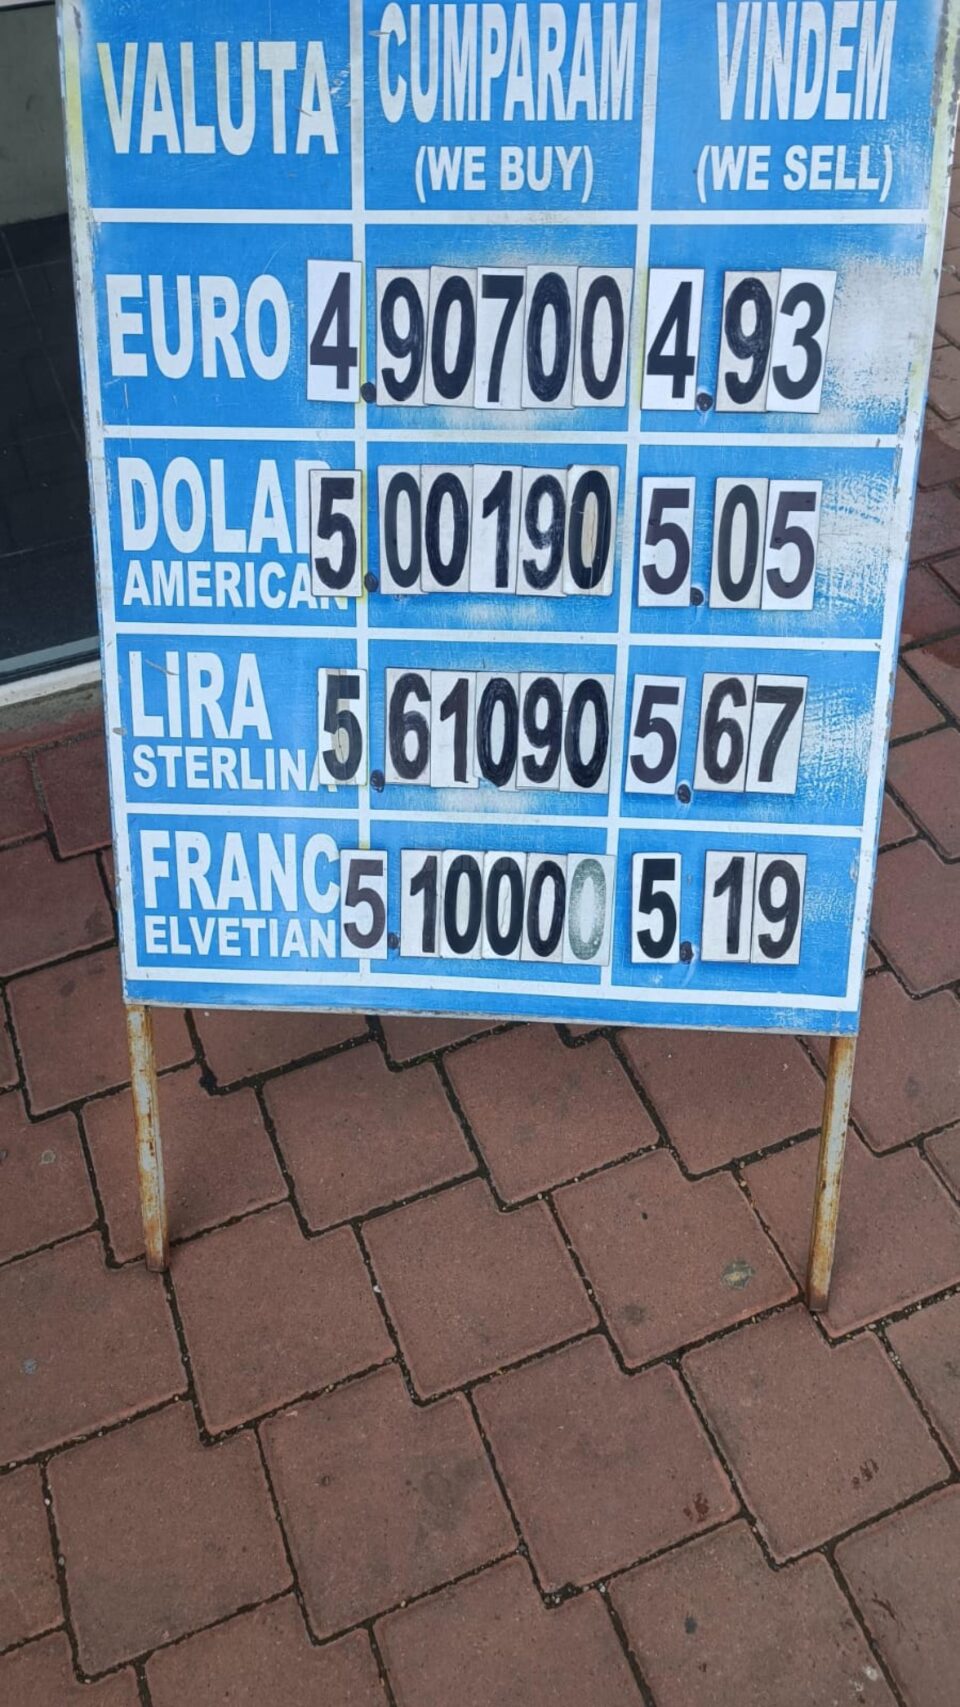 VALUTA CUMPARAM VINDEM
(WE BUY) (WE SELL)
EURO 4.90700 4.93
DOLAR 5.00190 5.05
AMERICAN
LIRA 5.61090 5.67
STERLINA
FRANC 5.10000 5.19
ELVETIAN